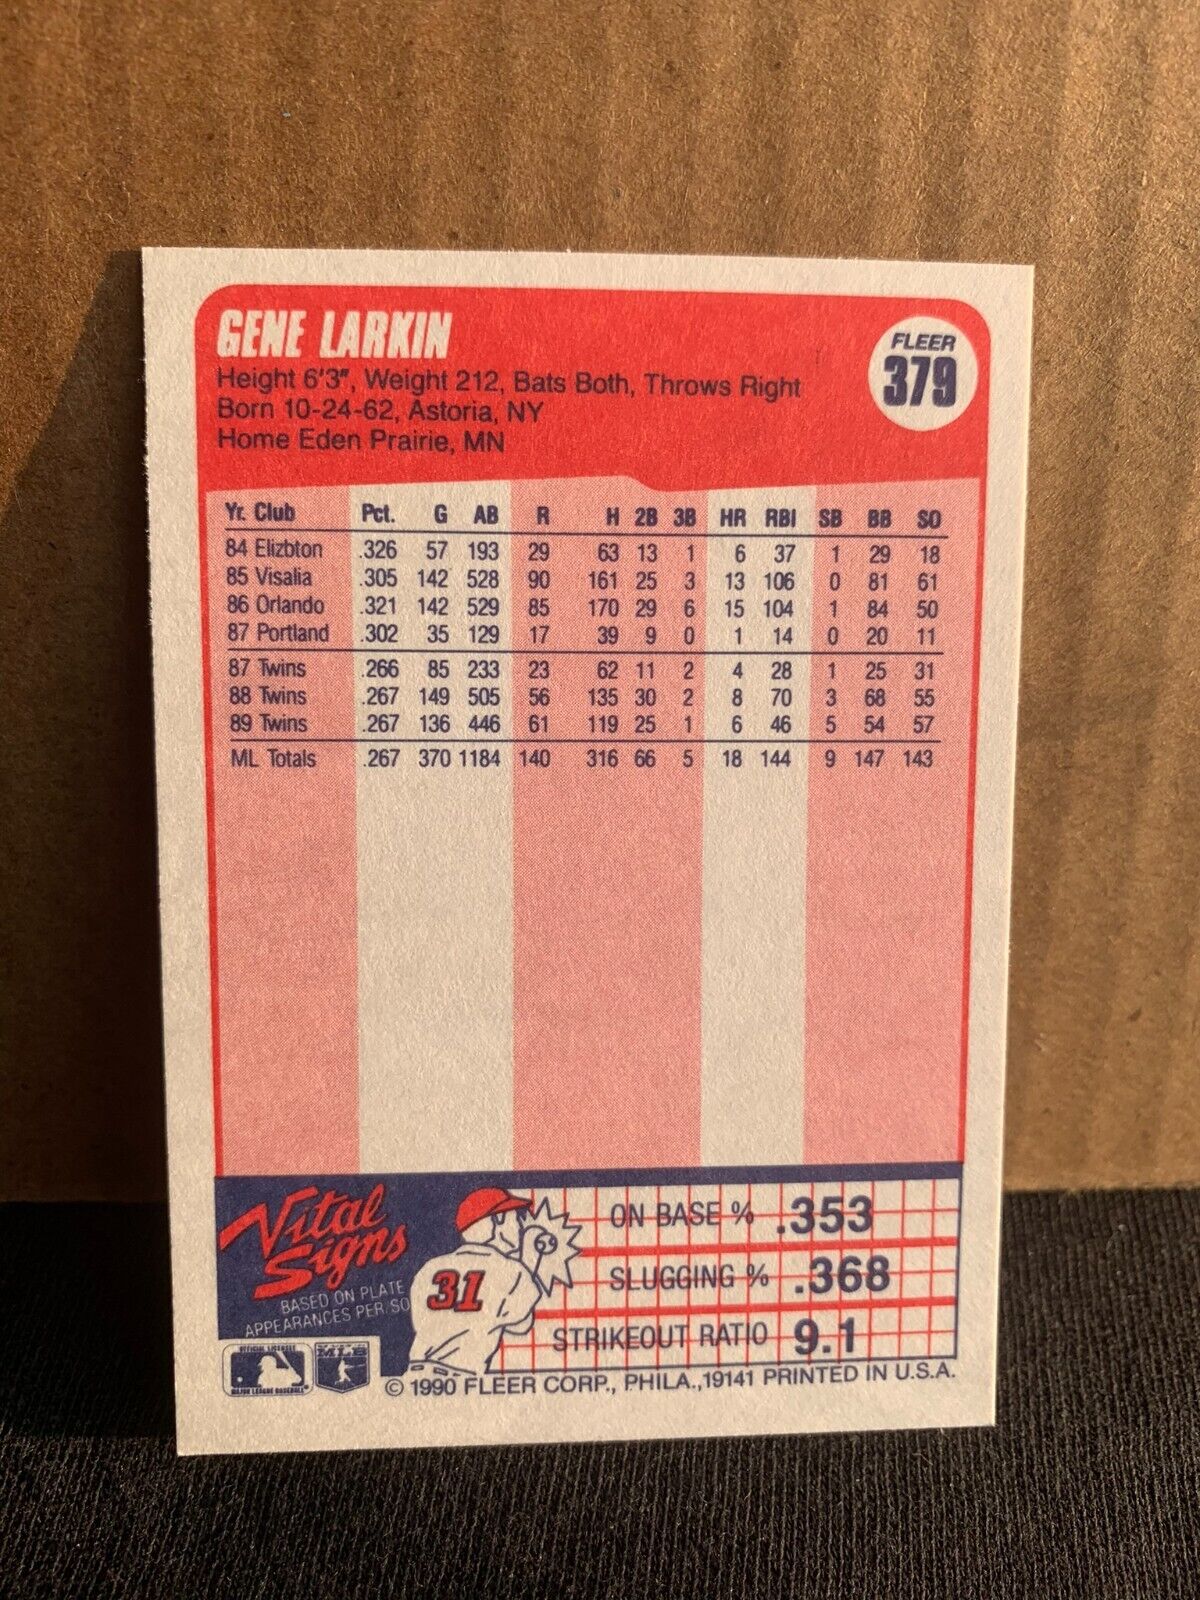 GENE LARKIN
FLEER
379
Height 6'3", Weight 212, Bats Both, Throws Right
Born 10-24-62, Astoria, NY
Home Eden Prairie, MN
Yr. Club Pct. G AB R H 2B 3B HR RBI SB BB SO
84 Elizbton .326 57 193 29 63 13 1 6 37 1 29 18
85 Visalia .305 142 528 90 161 25 3 13 106 0 81 61
86 Orlando .321 142 529 85 170 29 6 15 104 1 84 50
87 Portland .302 35 129 17 39 9 0 1 14 0 20 11
87 Twins .266 85 233 23 62 11 2 4 28 1 25 31
88 Twins .267 149 505 56 135 30 2 8 70 3 68 55
89 Twins .267 136 446 61 119 25 1 6 46 5 54 57
ML Totals .267 370 1184 140 316 66 5 18 144 9 147 143
Vital
Signs
BASED ON PLATE
APPEARANCES PER/SO
31
ON BASE % .353
SLUGGING % .368
STRIKEOUT RATIO 9.1
OFFICIAL LICENSEE
MAJOR LEAGUE BASEBALL
MLB
© 1990 FLEER CORP., PHILA.,19141 PRINTED IN U.S.A.